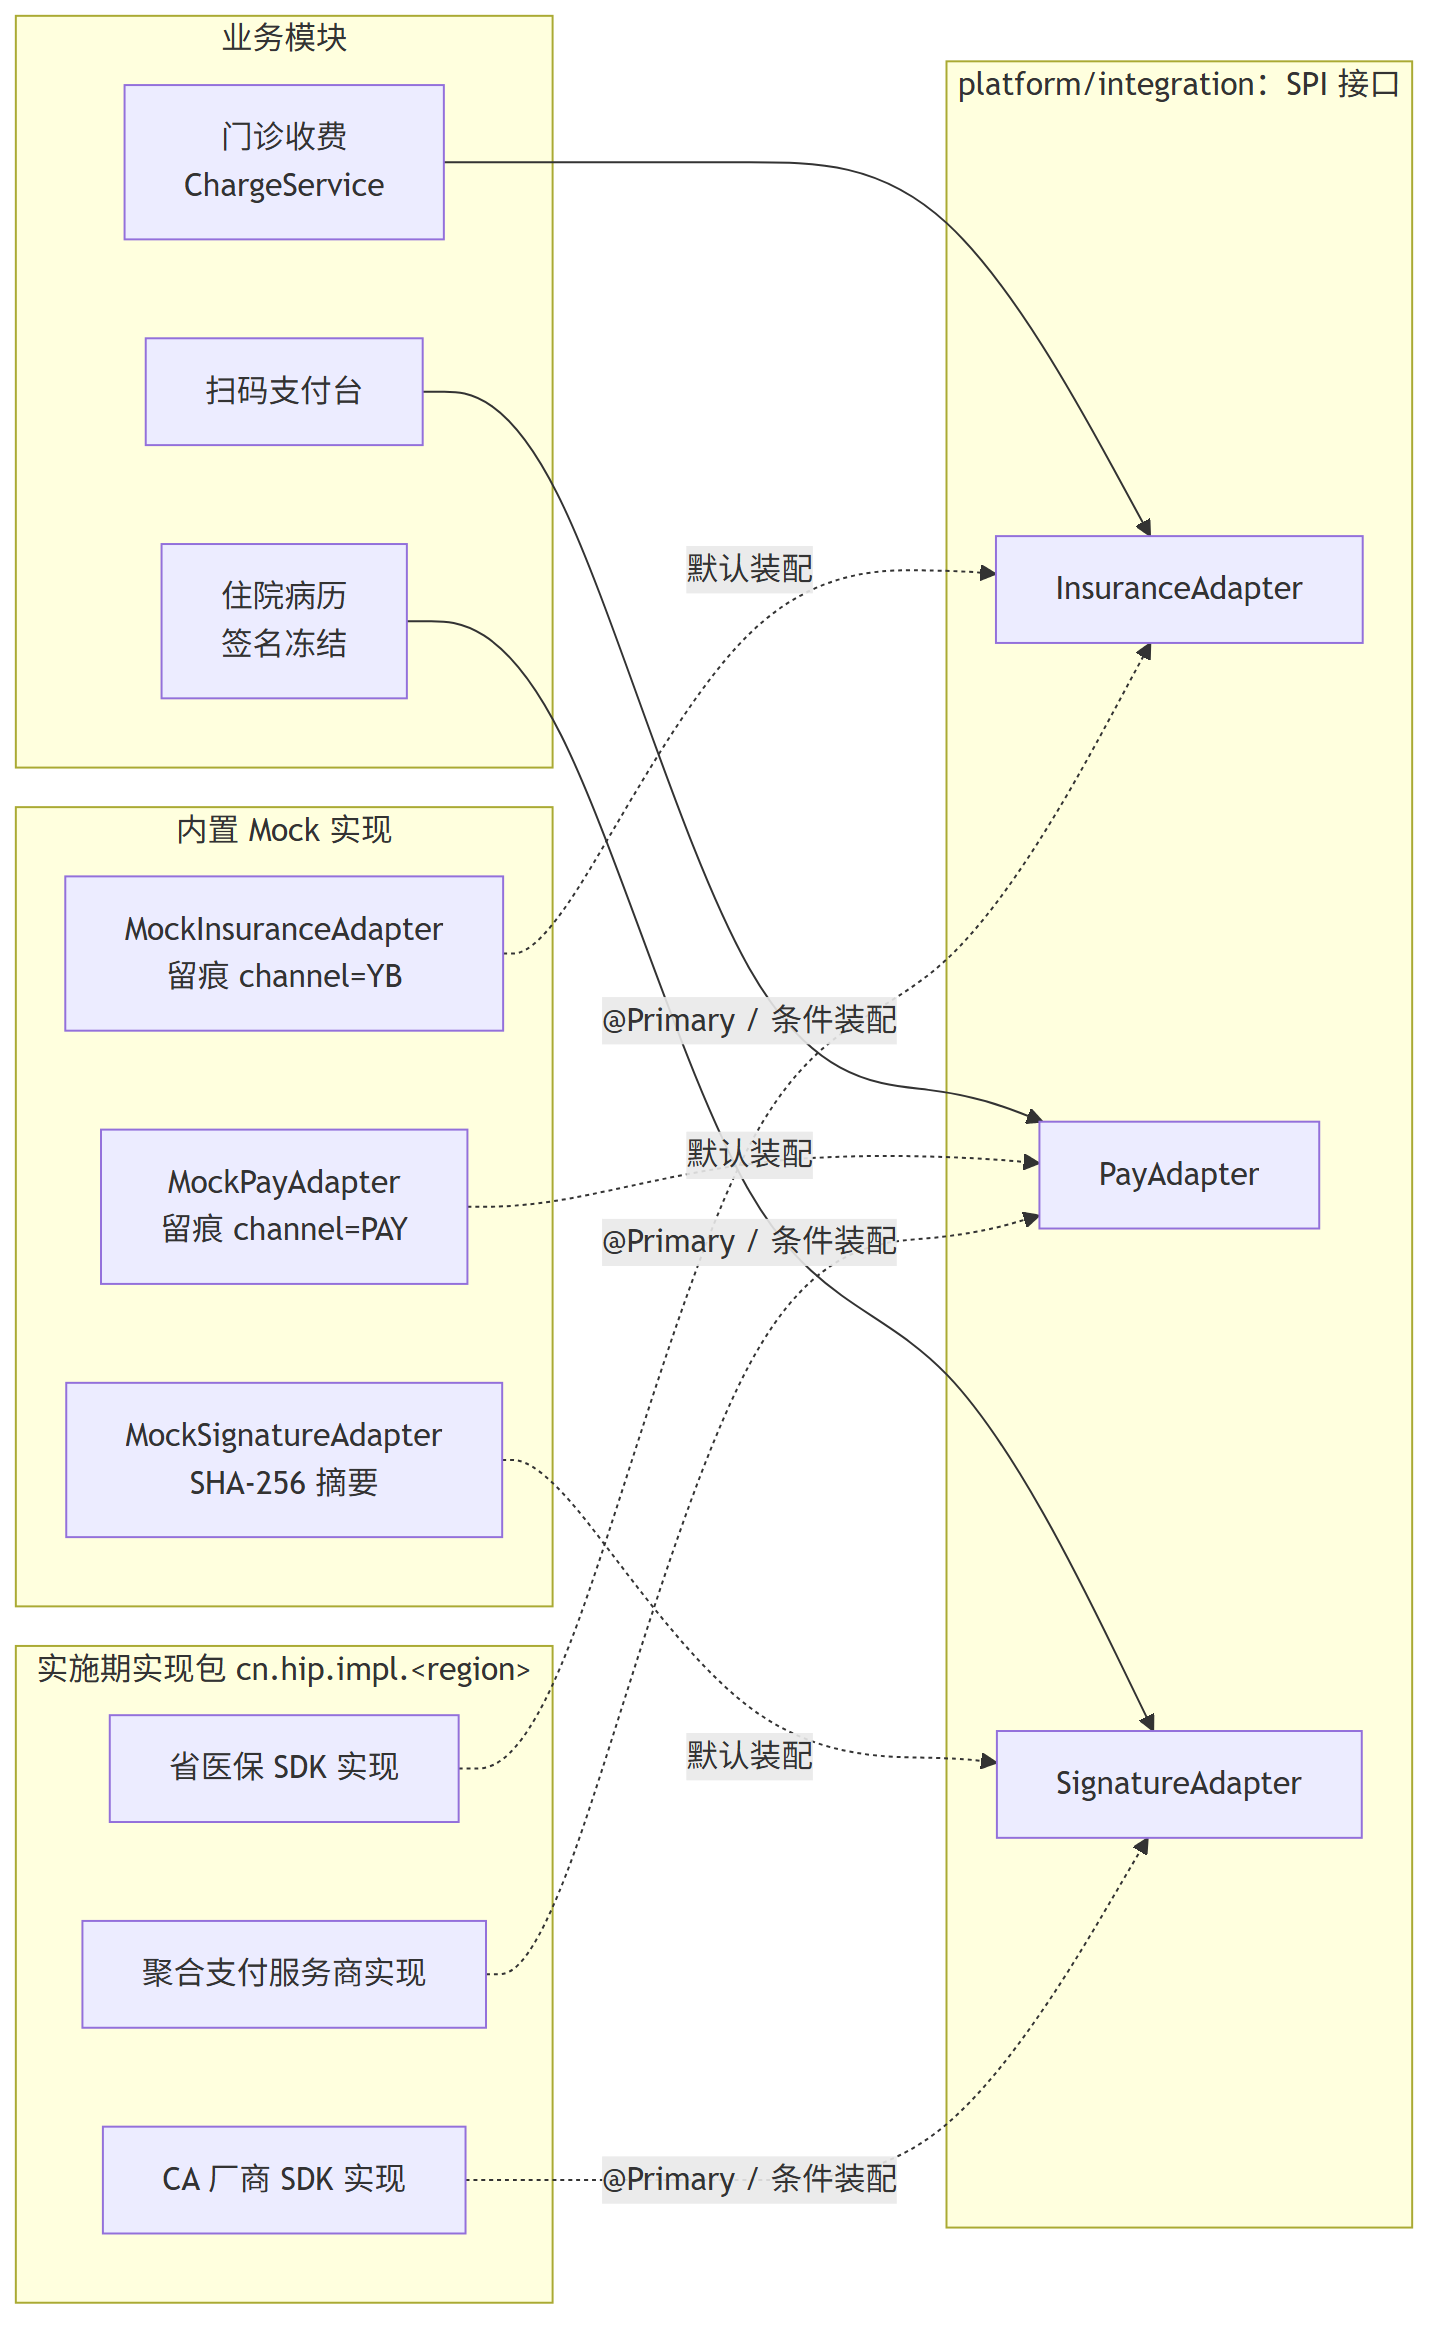 业务模块
门诊收费
ChargeService
扫码支付台
住院病历
签名冻结
内置 Mock 实现
MockInsuranceAdapter
留痕 channel=YB
MockPayAdapter
留痕 channel=PAY
MockSignatureAdapter
SHA-256 摘要
实施期实现包 cn.hip.impl.<region>
省医保 SDK 实现
聚合支付服务商实现
CA 厂商 SDK 实现
默认装配
@Primary / 条件装配
默认装配
@Primary / 条件装配
默认装配
@Primary / 条件装配
platform/integration：SPI 接口
InsuranceAdapter
PayAdapter
SignatureAdapter